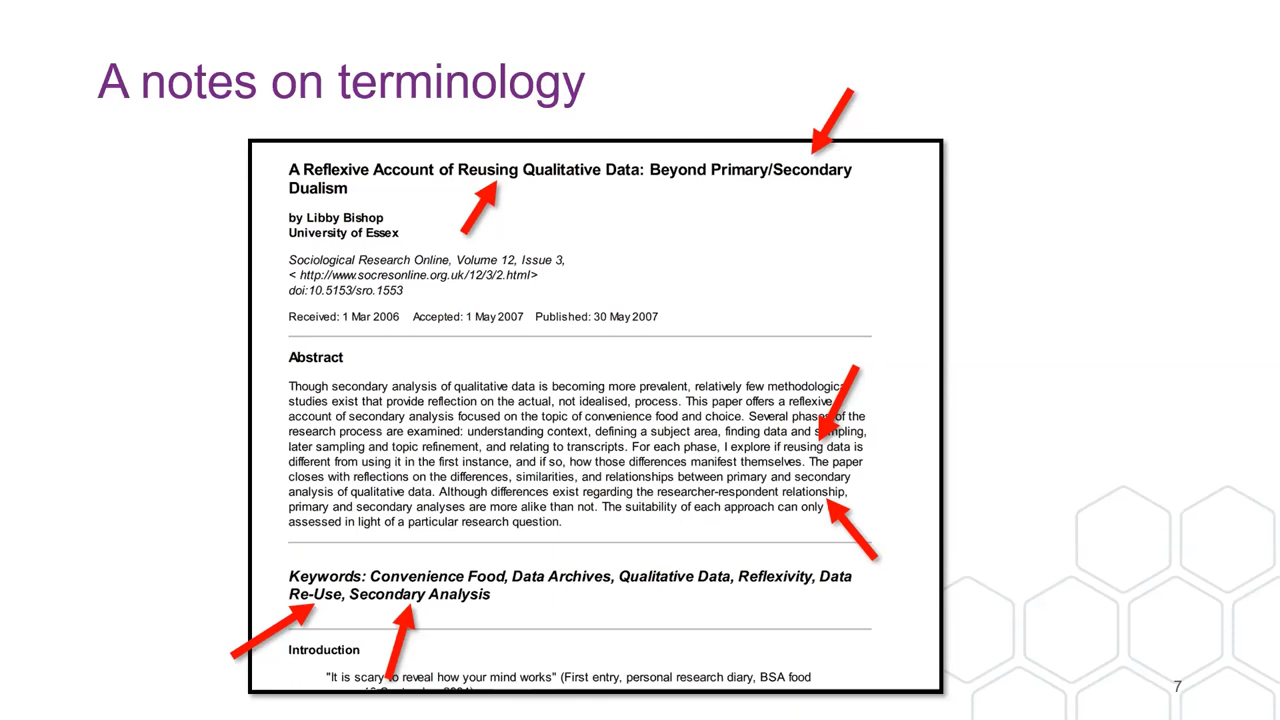 A notes on terminology
A Reflexive Account of Reusing Qualitative Data: Beyond Primary/Secondary
Dualism
by Libby Bishop
University of Essex
Sociological Research Online, Volume 12, Issue 3,
< http://www.socresonline.org.uk/12/3/2.html>
doi:10.5153/sro.1553
Received: 1 Mar 2006 Accepted: 1 May 2007 Published: 30 May 2007
Abstract
Though secondary analysis of qualitative data is becoming more prevalent, relatively few methodological
studies exist that provide reflection on the actual, not idealised, process. This paper offers a reflexive
account of secondary analysis focused on the topic of convenience food and choice. Several phases of the
research process are examined: understanding context, defining a subject area, finding data and sampling,
later sampling and topic refinement, and relating to transcripts. For each phase, I explore if reusing data is
different from using it in the first instance, and if so, how those differences manifest themselves. The paper
closes with reflections on the differences, similarities, and relationships between primary and secondary
analysis of qualitative data. Although differences exist regarding the researcher-respondent relationship,
primary and secondary analyses are more alike than not. The suitability of each approach can only
assessed in light of a particular research question.
Keywords: Convenience Food, Data Archives, Qualitative Data, Reflexivity, Data
Re-Use, Secondary Analysis
Introduction
"It is scary to reveal how your mind works" (First entry, personal research diary, BSA food
7